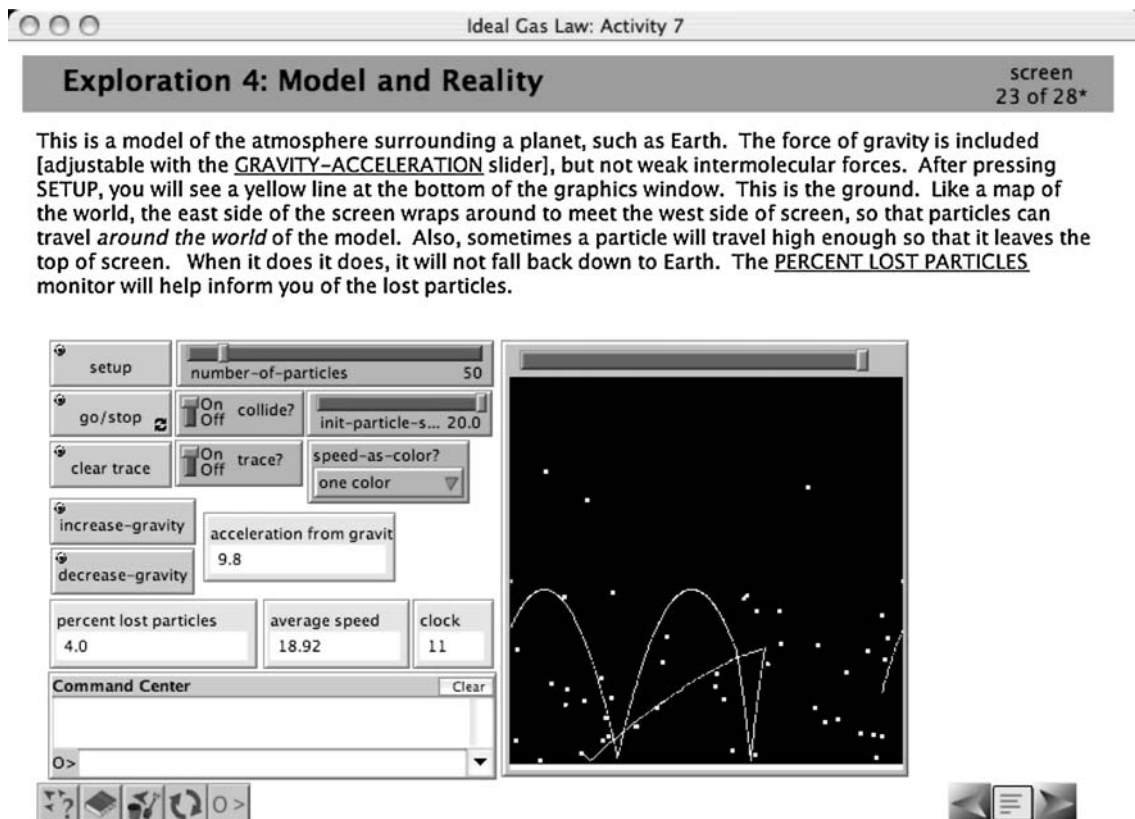 Ideal Gas Law: Activity 7
Exploration 4: Model and Reality
screen
23 of 28*
This is a model of the atmosphere surrounding a planet, such as Earth. The force of gravity is included
[adjustable with the GRAVITY-ACCELERATION slider], but not weak intermolecular forces. After pressing
SETUP, you will see a yellow line at the bottom of the graphics window. This is the ground. Like a map of
the world, the east side of the screen wraps around to meet the west side of screen, so that particles can
travel around the world of the model. Also, sometimes a particle will travel high enough so that it leaves the
top of screen. When it does it does, it will not fall back down to Earth. The PERCENT LOST PARTICLES
monitor will help inform you of the lost particles.
setup
number-of-particles 50
go/stop
On
Off
collide?
init-particle-s... 20.0
clear trace
On
Off
trace?
speed-as-color?
one color
increase-gravity
acceleration from gravit
9.8
decrease-gravity
percent lost particles
4.0
average speed
18.92
clock
11
Command Center
Clear
O>
? O >